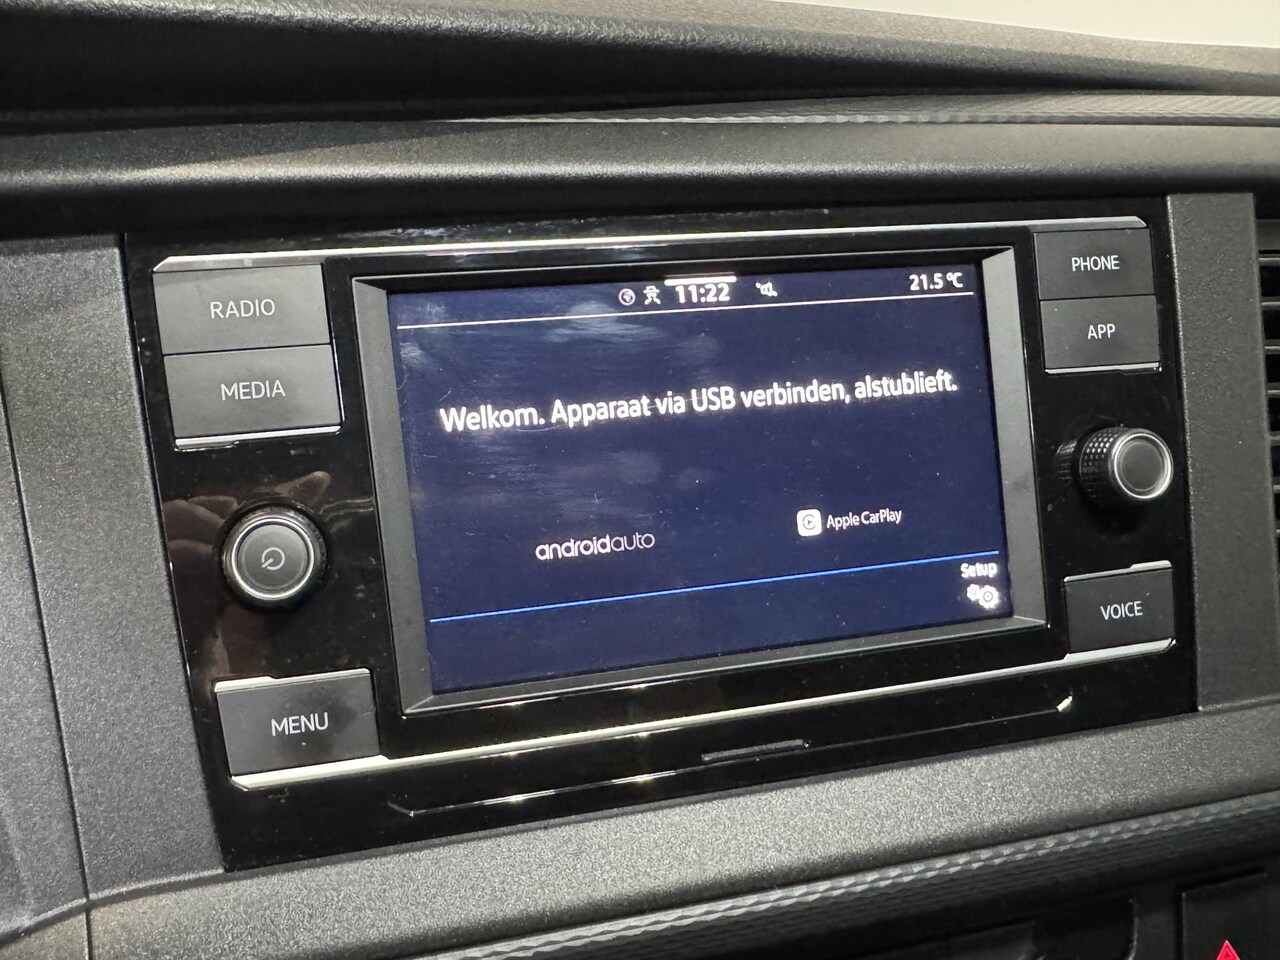 RADIO
MEDIA
MENU
11:22
21.5 °C
Welkom. Apparaat via USB verbinden, alstublieft.
androidauto
Apple CarPlay
Setup
PHONE
APP
VOICE